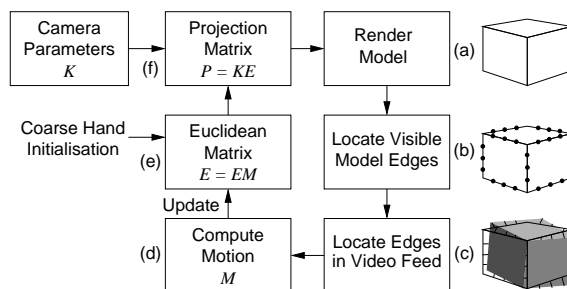 Camera
Parameters
K
(f)
Projection
Matrix
P = KE
Render
Model
(a)
Coarse Hand
Initialisation
(e)
Euclidean
Matrix
E = EM
Locate Visible
Model Edges
(b)
Update
(d)
Compute
Motion
M
Locate Edges
in Video Feed
(c)